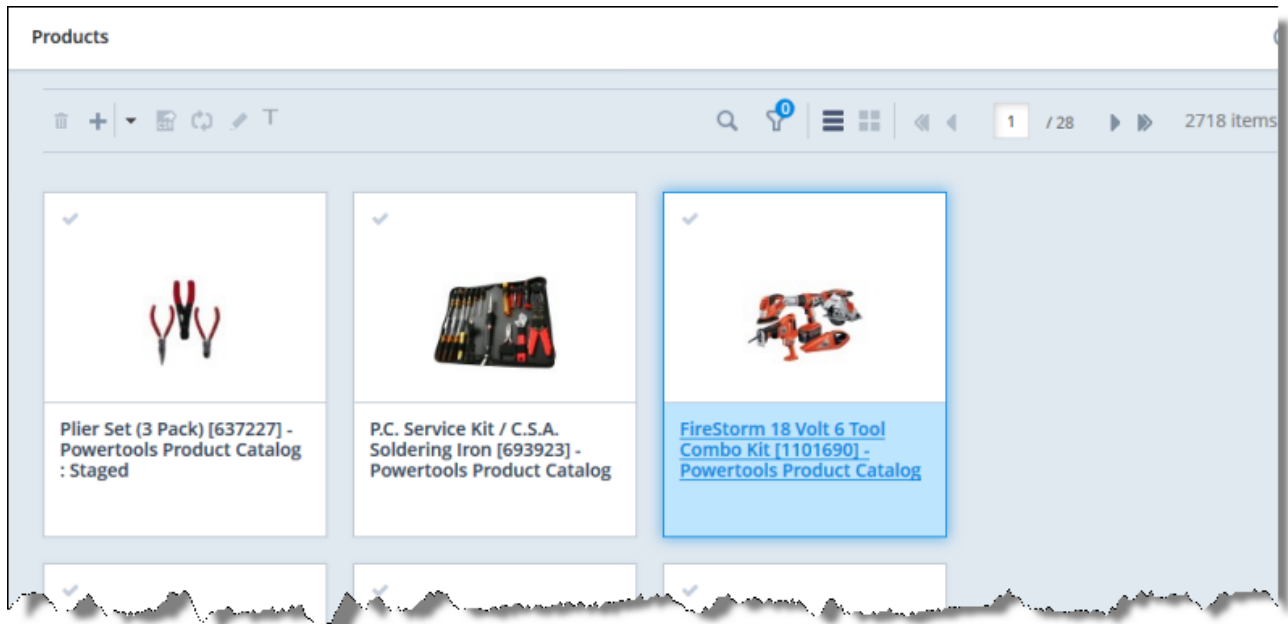 Products
0
1 / 28
2718 items
Plier Set (3 Pack) [637227] -
Powertools Product Catalog
: Staged
P.C. Service Kit / C.S.A.
Soldering Iron [693923] -
Powertools Product Catalog
FireStorm 18 Volt 6 Tool
Combo Kit [1101690] -
Powertools Product Catalog